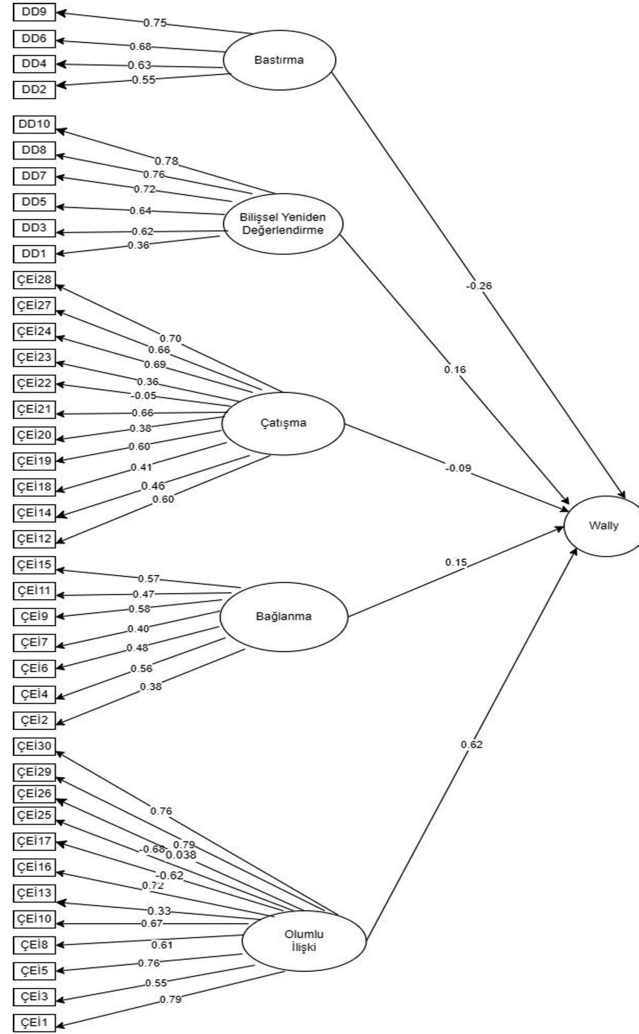 DD9
0.75
DD6
0.68
DD4
0.63
DD2
0.55
Bastırma
DD10
0.78
DD8
0.76
DD7
0.72
DD5
0.64
DD3
0.62
DD1
0.36
Bilişsel Yeniden
Değerlendirme
-0.26
0.16
ÇEİ28
0.70
ÇEİ27
0.66
ÇEİ24
0.69
ÇEİ23
0.36
ÇEİ22
-0.05
ÇEİ21
0.66
ÇEİ20
0.38
ÇEİ19
0.60
ÇEİ18
0.41
ÇEİ14
0.46
ÇEİ12
0.60
Çatışma
-0.09
Wally
ÇEİ15
0.57
ÇEİ11
0.47
ÇEİ9
0.58
ÇEİ7
0.40
ÇEİ6
0.48
ÇEİ4
0.56
ÇEİ2
0.38
Bağlanma
0.15
0.62
ÇEİ30
0.76
ÇEİ29
0.79
ÇEİ26
0.038
ÇEİ25
-0.68
ÇEİ17
-0.62
ÇEİ16
0.72
ÇEİ13
0.33
ÇEİ10
0.67
ÇEİ8
0.61
ÇEİ5
0.76
ÇEİ3
0.55
ÇEİ1
0.79
Olumlu
İlişki